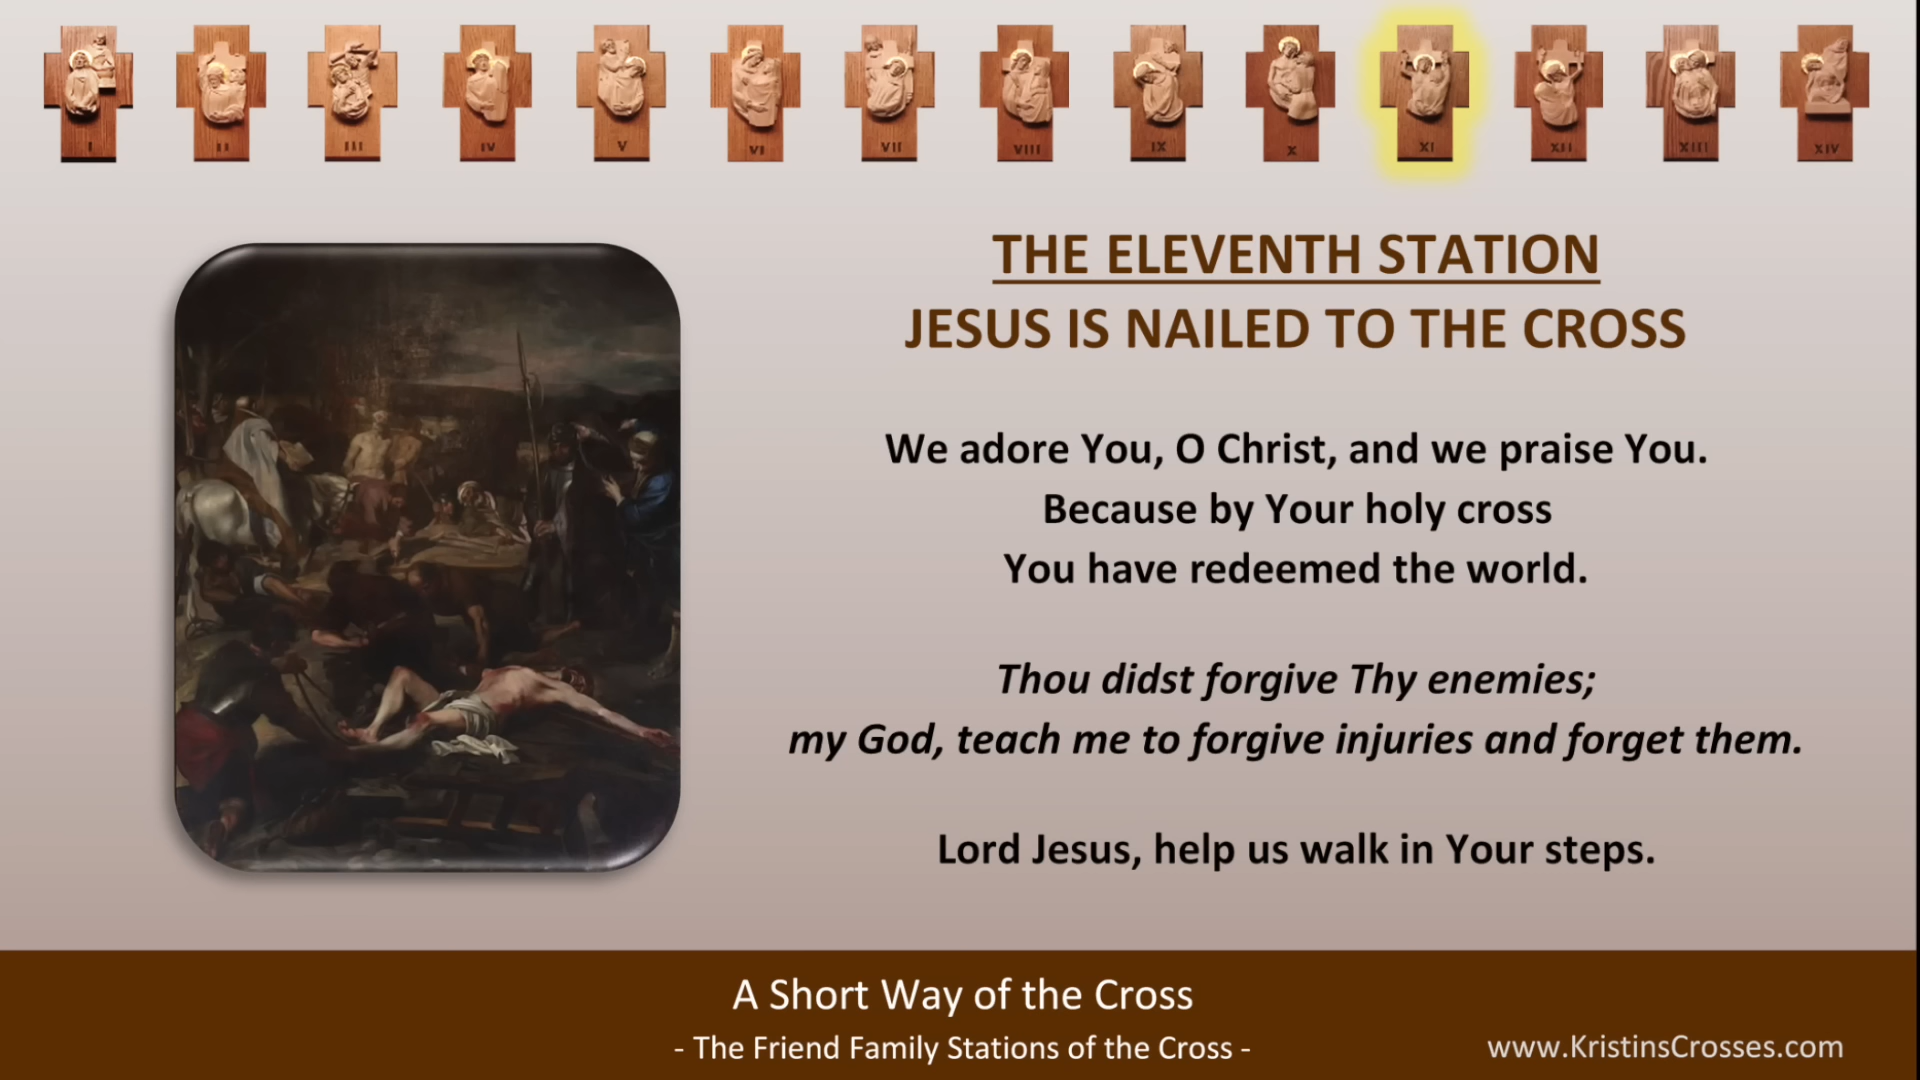 I II III IV V VI VII VIII IX X XI XII XIII XIV
THE ELEVENTH STATION
JESUS IS NAILED TO THE CROSS
We adore You, O Christ, and we praise You.
Because by Your holy cross
You have redeemed the world.
Thou didst forgive Thy enemies;
my God, teach me to forgive injuries and forget them.
Lord Jesus, help us walk in Your steps.
A Short Way of the Cross
- The Friend Family Stations of the Cross -
www.KristinsCrosses.com